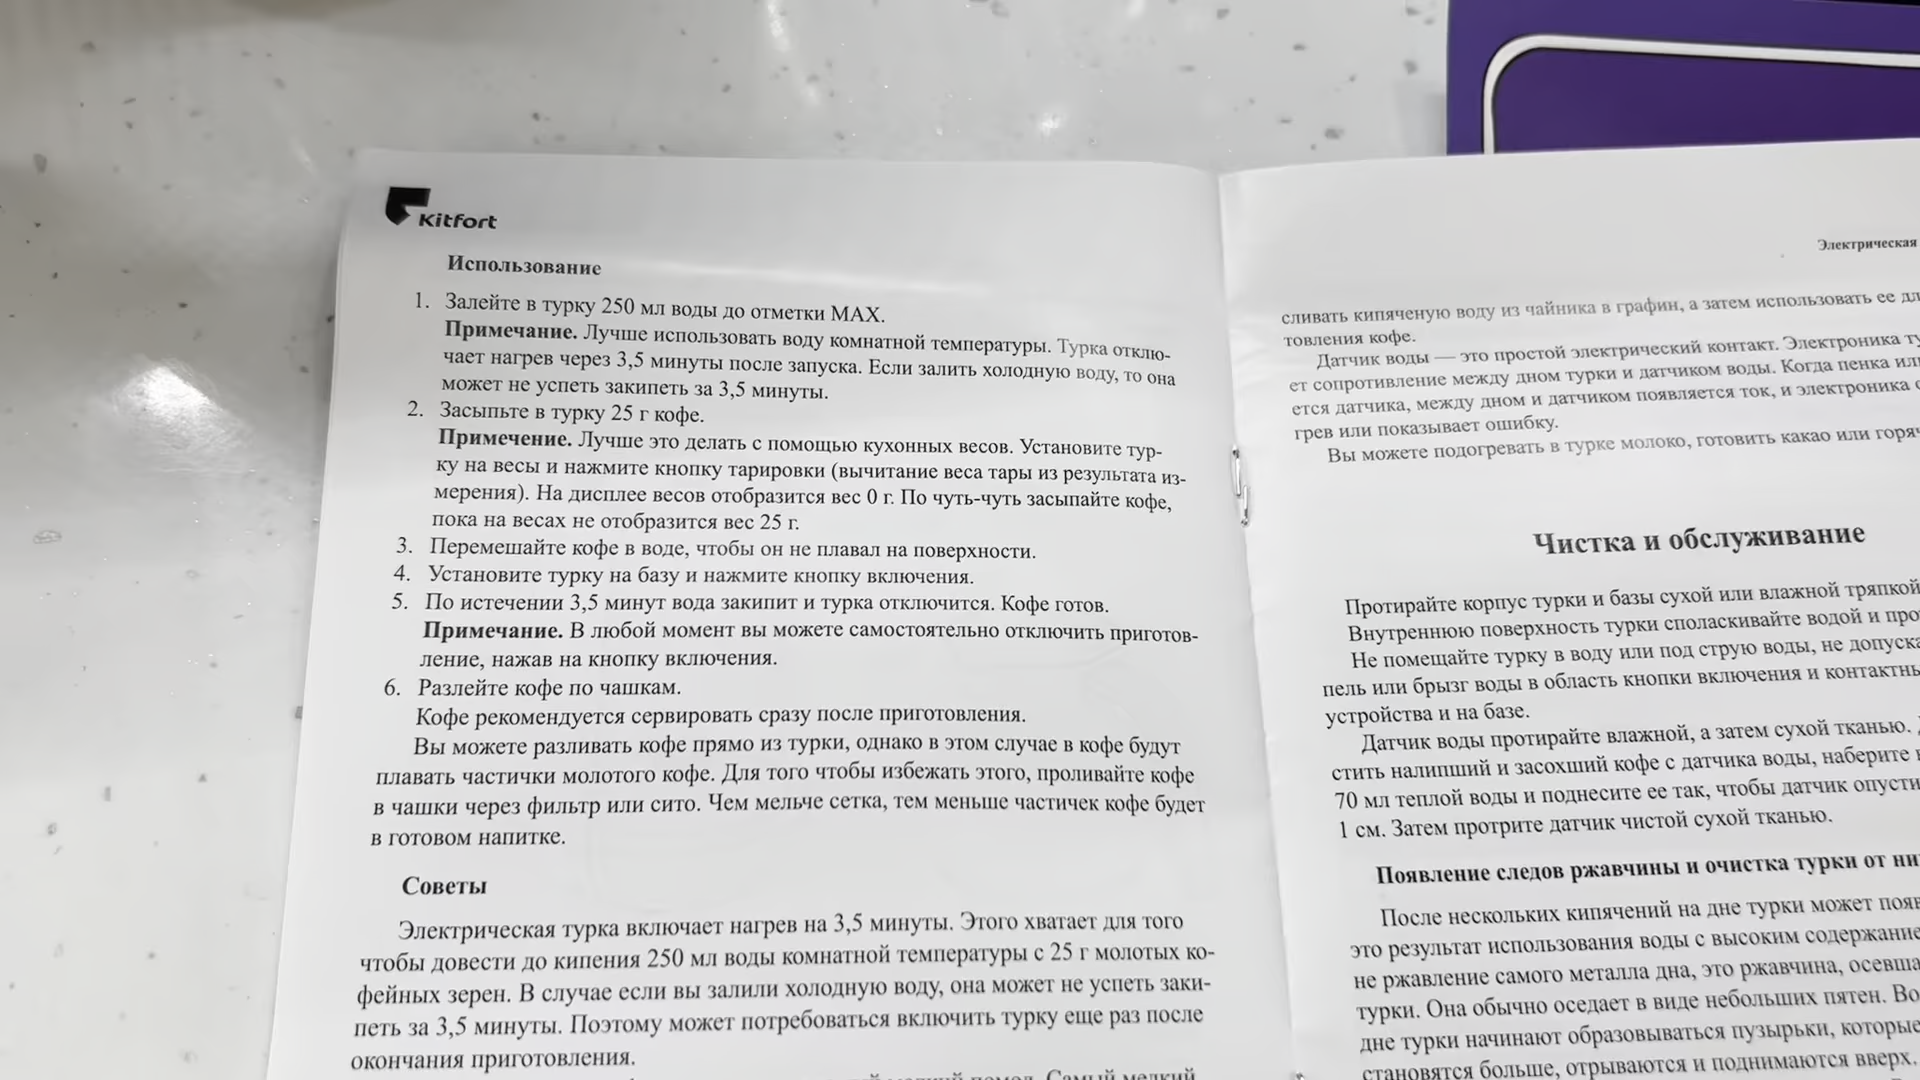 Kitfort
Использование
1. Залейте в турку 250 мл воды до отметки MAX.
Примечание. Лучше использовать воду комнатной температуры. Турка отклю-
чает нагрев через 3,5 минуты после запуска. Если залить холодную воду, то она
может не успеть закипеть за 3,5 минуты.
2. Засыпьте в турку 25 г кофе.
Примечение. Лучше это делать с помощью кухонных весов. Установите тур-
ку на весы и нажмите кнопку тарировки (вычитание веса тары из результата из-
мерения). На дисплее весов отобразится вес 0 г. По чуть-чуть засыпайте кофе,
пока на весах не отобразится вес 25 г.
3. Перемешайте кофе в воде, чтобы он не плавал на поверхности.
4. Установите турку на базу и нажмите кнопку включения.
5. По истечении 3,5 минут вода закипит и турка отключится. Кофе готов.
Примечание. В любой момент вы можете самостоятельно отключить приготов-
ление, нажав на кнопку включения.
6. Разлейте кофе по чашкам.
Кофе рекомендуется сервировать сразу после приготовления.
Вы можете разливать кофе прямо из турки, однако в этом случае в кофе будут
плавать частички молотого кофе. Для того чтобы избежать этого, проливайте кофе
в чашки через фильтр или сито. Чем мельче сетка, тем меньше частичек кофе будет
в готовом напитке.
Советы
Электрическая турка включает нагрев на 3,5 минуты. Этого хватает для того
чтобы довести до кипения 250 мл воды комнатной температуры с 25 г молотых ко-
фейных зерен. В случае если вы залили холодную воду, она может не успеть заки-
петь за 3,5 минуты. Поэтому может потребоваться включить турку еще раз после
окончания приготовления.
Электрическая
сливать кипяченую воду из чайника в графин, а затем использовать ее дл
товления кофе.
Датчик воды — это простой электрический контакт. Электроника ту
ет сопротивление между дном турки и датчиком воды. Когда пенка или
ется датчика, между дном и датчиком появляется ток, и электроника о
грев или показывает ошибку.
Вы можете подогревать в турке молоко, готовить какао или горяч
Чистка и обслуживание
Протирайте корпус турки и базы сухой или влажной тряпкой
Внутреннюю поверхность турки споласкивайте водой и про
Не помещайте турку в воду или под струю воды, не допуска
пель или брызг воды в область кнопки включения и контактны
устройства и на базе.
Датчик воды протирайте влажной, а затем сухой тканью.
стить налипший и засохший кофе с датчика воды, наберите
70 мл теплой воды и поднесите ее так, чтобы датчик опусти
1 см. Затем протрите датчик чистой сухой тканью.
Появление следов ржавчины и очистка турки от ни
После нескольких кипячений на дне турки может появ
это результат использования воды с высоким содержание
не ржавление самого металла дна, это ржавчина, осевша
турки. Она обычно оседает в виде небольших пятен. Во
дне турки начинают образовываться пузырьки, которые
становятся больше, отрываются и поднимаются вверх.